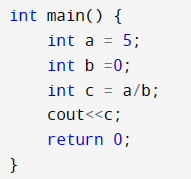 int main() {
    int a = 5;
    int b =0;
    int c = a/b;
    cout<<c;
    return 0;
}